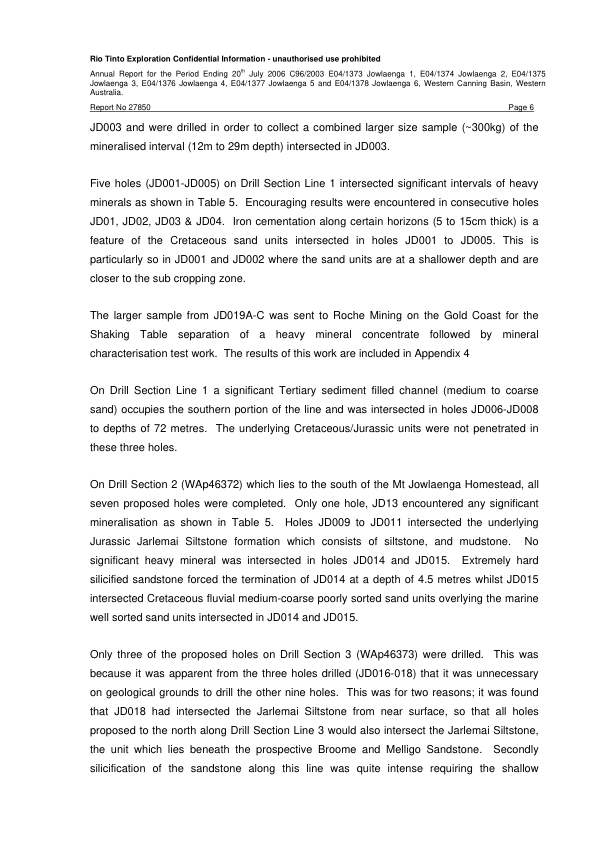 Rio Tinto Exploration Confidential Information - unauthorised use prohibited
Annual Report for the Period Ending 20th July 2006 C96/2003 E04/1373 Jowlaenga 1, E04/1374 Jowlaenga 2, E04/1375
Jowlaenga 3, E04/1376 Jowlaenga 4, E04/1377 Jowlaenga 5 and E04/1378 Jowlaenga 6, Western Canning Basin, Western
Australia.
Report No 27850 Page 6
JD003 and were drilled in order to collect a combined larger size sample (~300kg) of the
mineralised interval (12m to 29m depth) intersected in JD003.
Five holes (JD001-JD005) on Drill Section Line 1 intersected significant intervals of heavy
minerals as shown in Table 5. Encouraging results were encountered in consecutive holes
JD01, JD02, JD03 & JD04. Iron cementation along certain horizons (5 to 15cm thick) is a
feature of the Cretaceous sand units intersected in holes JD001 to JD005. This is
particularly so in JD001 and JD002 where the sand units are at a shallower depth and are
closer to the sub cropping zone.
The larger sample from JD019A-C was sent to Roche Mining on the Gold Coast for the
Shaking Table separation of a heavy mineral concentrate followed by mineral
characterisation test work. The results of this work are included in Appendix 4
On Drill Section Line 1 a significant Tertiary sediment filled channel (medium to coarse
sand) occupies the southern portion of the line and was intersected in holes JD006-JD008
to depths of 72 metres. The underlying Cretaceous/Jurassic units were not penetrated in
these three holes.
On Drill Section 2 (WAp46372) which lies to the south of the Mt Jowlaenga Homestead, all
seven proposed holes were completed. Only one hole, JD13 encountered any significant
mineralisation as shown in Table 5. Holes JD009 to JD011 intersected the underlying
Jurassic Jarlemai Siltstone formation which consists of siltstone, and mudstone. No
significant heavy mineral was intersected in holes JD014 and JD015. Extremely hard
silicified sandstone forced the termination of JD014 at a depth of 4.5 metres whilst JD015
intersected Cretaceous fluvial medium-coarse poorly sorted sand units overlying the marine
well sorted sand units intersected in JD014 and JD015.
Only three of the proposed holes on Drill Section 3 (WAp46373) were drilled. This was
because it was apparent from the three holes drilled (JD016-018) that it was unnecessary
on geological grounds to drill the other nine holes. This was for two reasons; it was found
that JD018 had intersected the Jarlemai Siltstone from near surface, so that all holes
proposed to the north along Drill Section Line 3 would also intersect the Jarlemai Siltstone,
the unit which lies beneath the prospective Broome and Melligo Sandstone. Secondly
silicification of the sandstone along this line was quite intense requiring the shallow